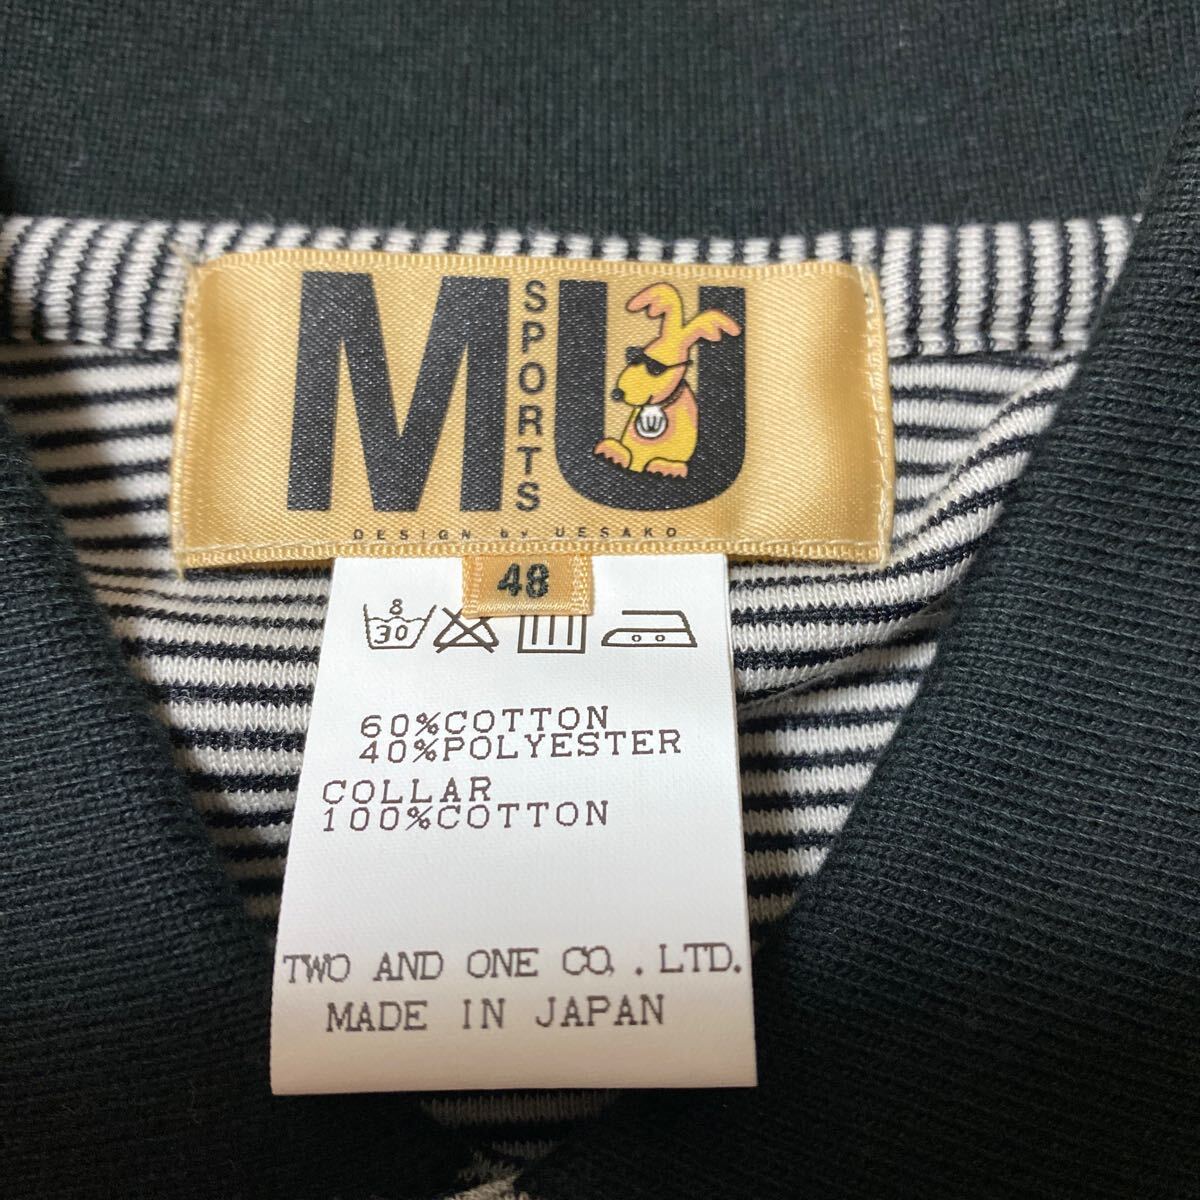 MU
SPORTS
DESIGN by UESAKO
48
8
30
60%COTTON
40%POLYESTER
COLLAR
100%COTTON
TWO AND ONE CO,.LTD.
MADE IN JAPAN